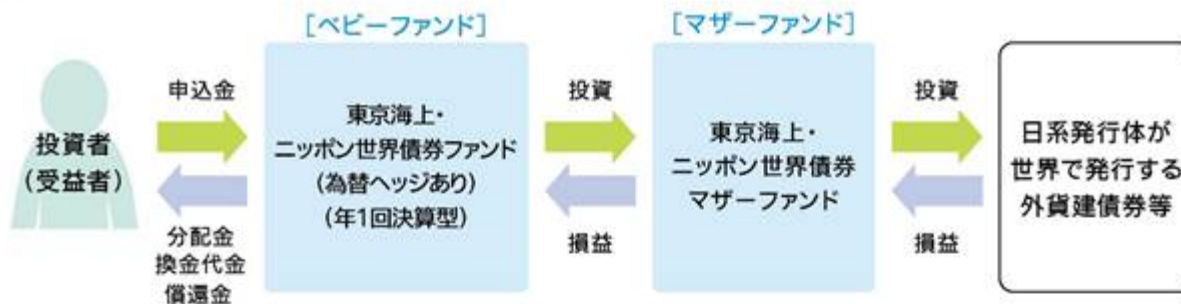 [ベビーファンド]
[マザーファンド]
投資者
(受益者)
申込金
分配金
換金代金
償還金
東京海上・
ニッポン世界債券ファンド
(為替ヘッジあり)
(年1回決算型)
投資
損益
東京海上・
ニッポン世界債券
マザーファンド
投資
損益
日系発行体が
世界で発行する
外貨建債券等